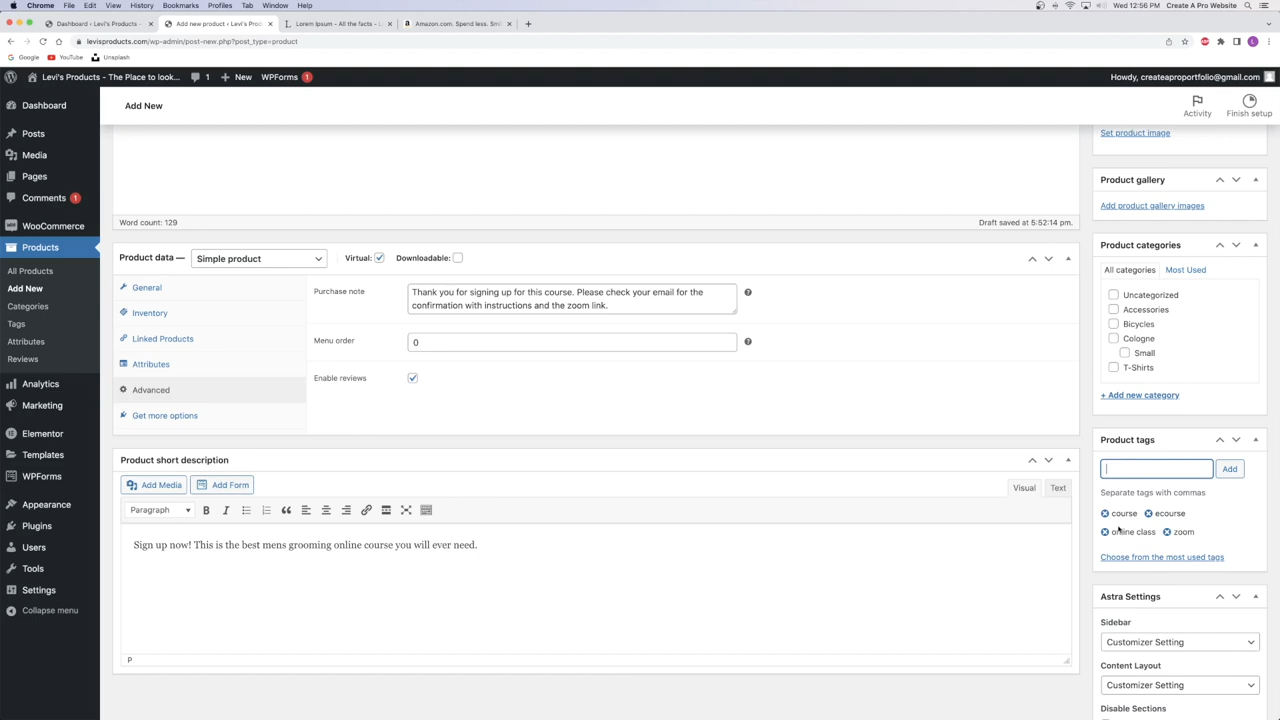 Chrome File Edit View History Bookmarks Profiles Tab Window Help
Wed 12:56 PM Create A Pro Website
Dashboard ‹ Levi's Products -
Add new product ‹ Levi's Prod
Lorem Ipsum - All the facts - L
Amazon.com. Spend less. Smi
levisproducts.com/wp-admin/post-new.php?post_type=product
Google YouTube Unsplash
Levi's Products - The Place to look... 1 New WPForms 1
Howdy, createaproportfolio@gmail.com
Add New
Activity
Finish setup
Dashboard
Posts
Media
Pages
Comments 1
WooCommerce
Products
All Products
Add New
Categories
Tags
Attributes
Reviews
Analytics
Marketing
Elementor
Templates
WPForms
Appearance
Plugins
Users
Tools
Settings
Collapse menu
Word count: 129
Draft saved at 5:52:14 pm.
Product data — Simple product Virtual: Downloadable:
General
Inventory
Linked Products
Attributes
Advanced
Get more options
Purchase note
Thank you for signing up for this course. Please check your email for the
confirmation with instructions and the zoom link.
Menu order
0
Enable reviews
Product short description
Add Media Add Form
Visual Text
Paragraph
Sign up now! This is the best mens grooming online course you will ever need.
P
Set product image
Product gallery
Add product gallery images
Product categories
All categories Most Used
Uncategorized
Accessories
Bicycles
Cologne
Small
T-Shirts
+ Add new category
Product tags
Add
Separate tags with commas
course ecourse
online class zoom
Choose from the most used tags
Astra Settings
Sidebar
Customizer Setting
Content Layout
Customizer Setting
Disable Sections